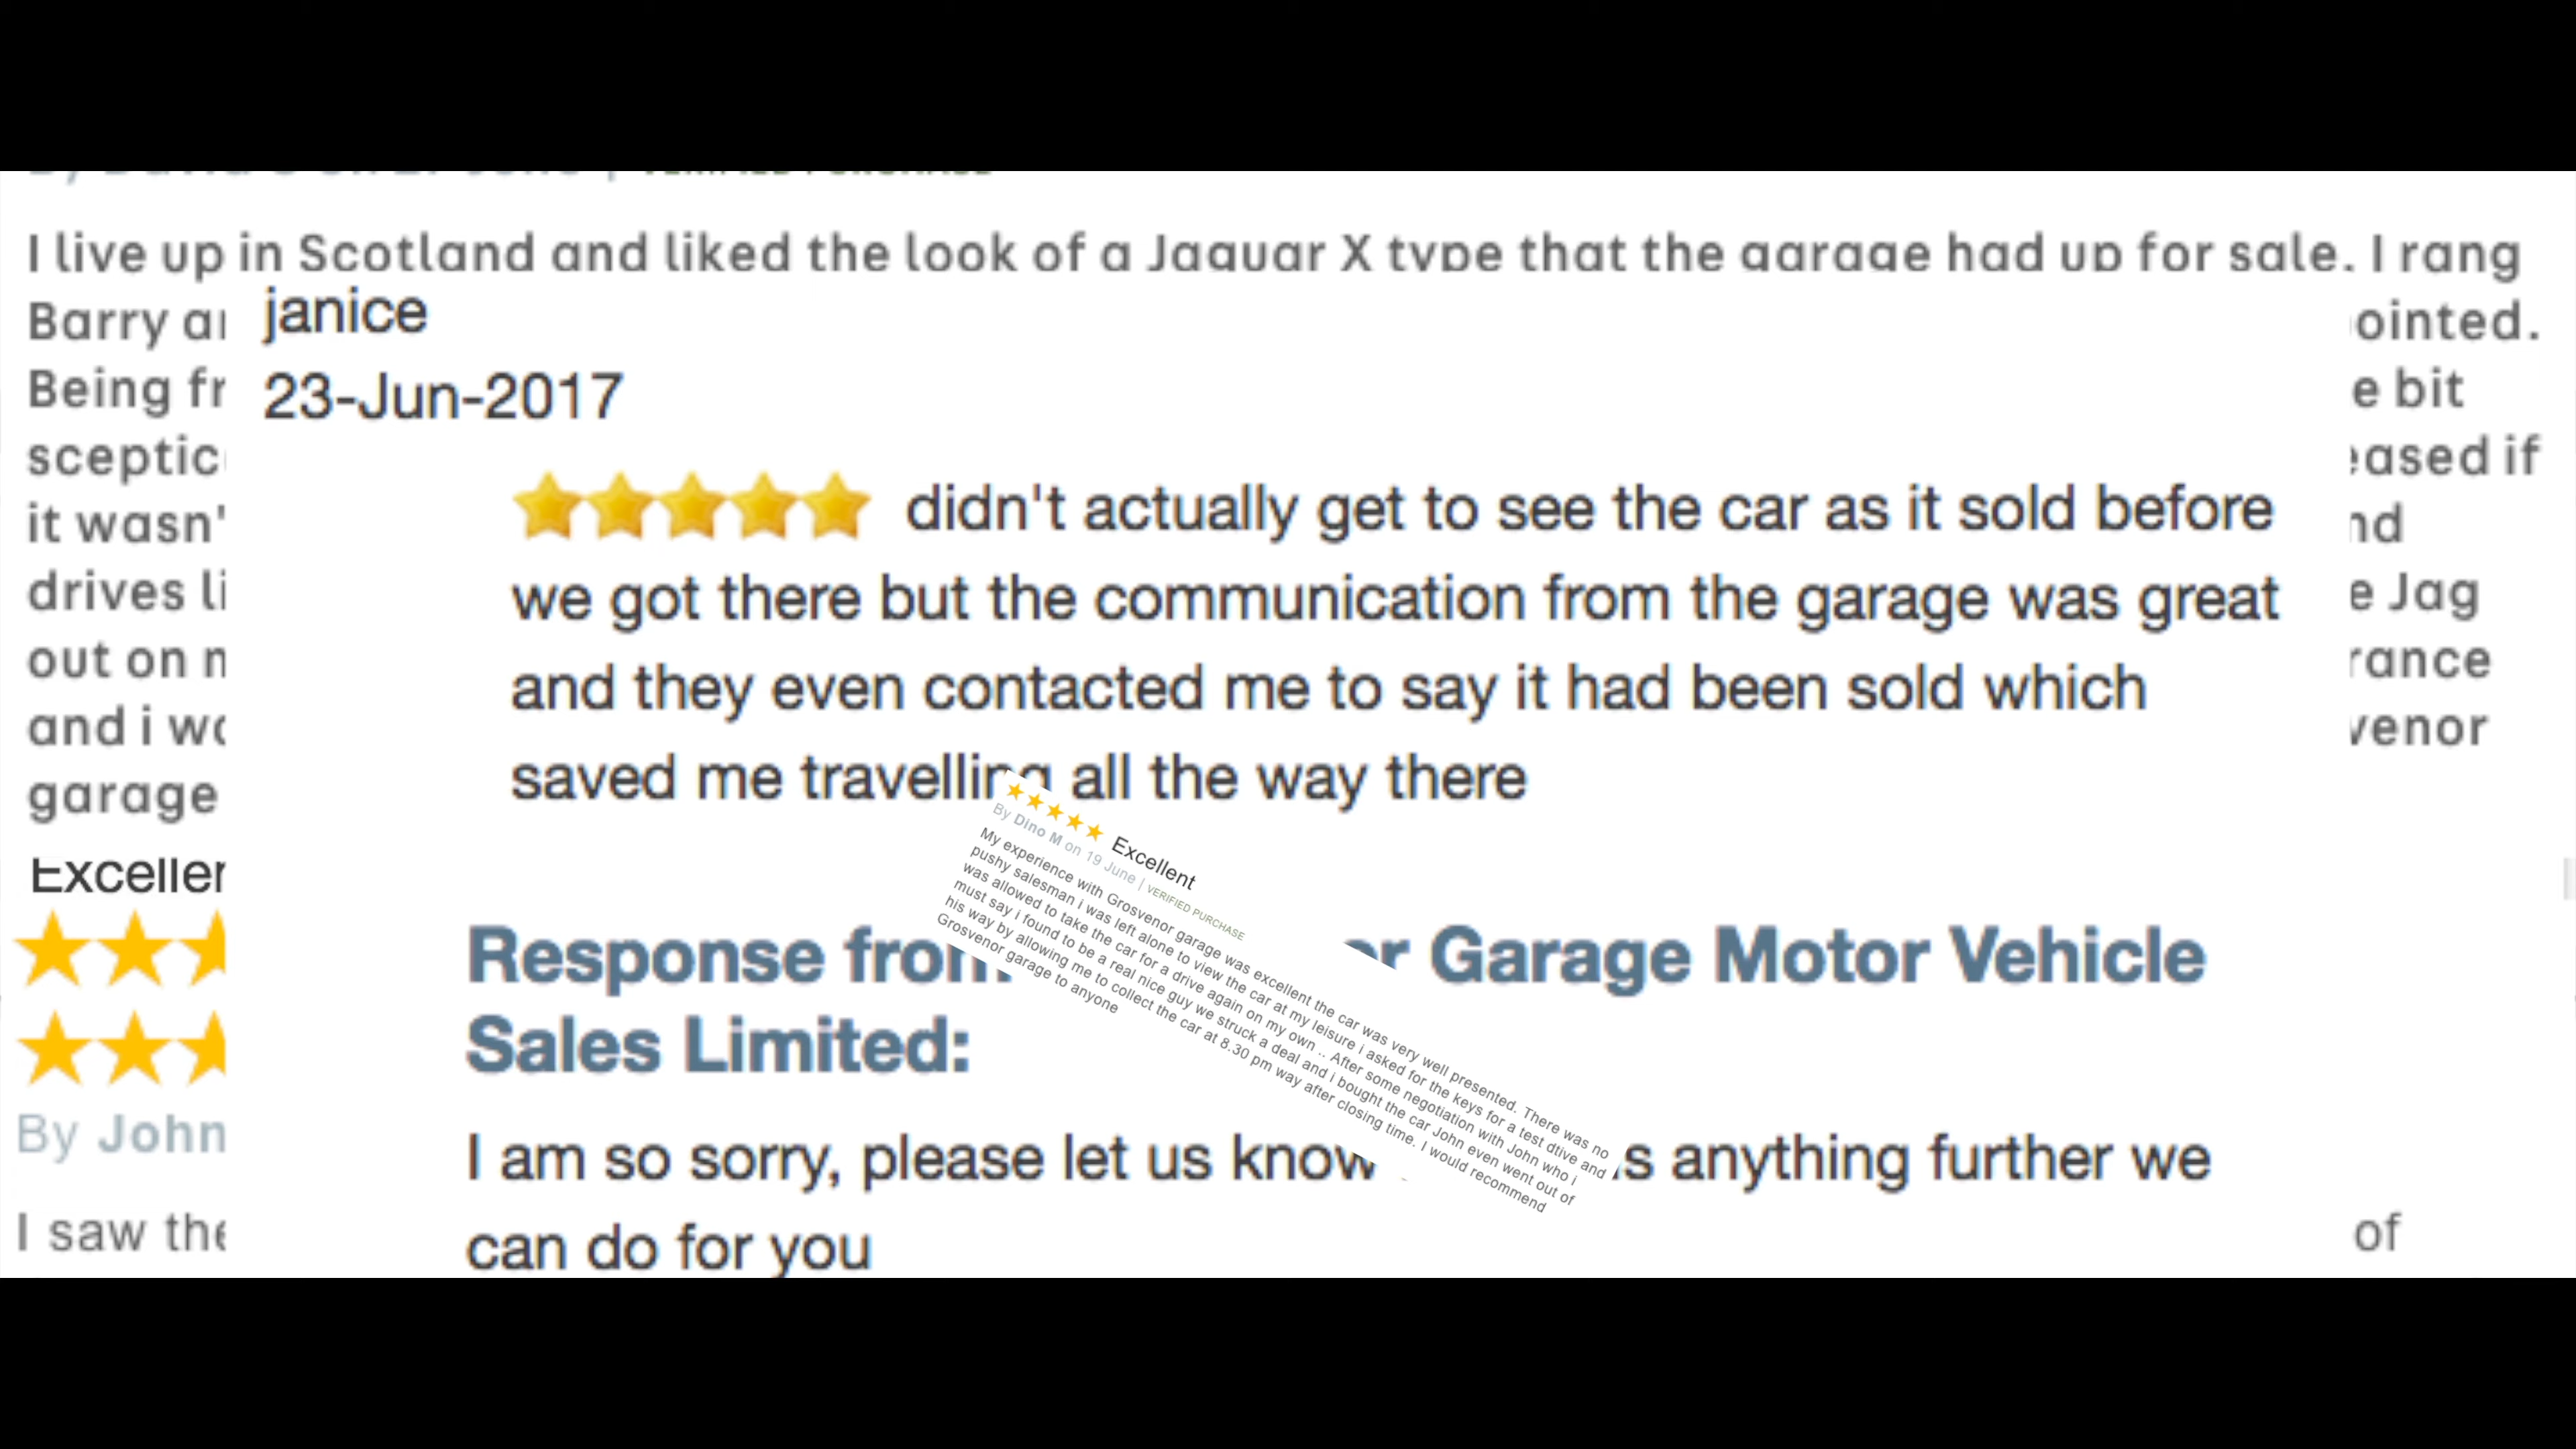 I live up in Scotland and liked the look of a Jaguar X type that the garage had up for sale. I rang
Barry
janice
ointed.
Being
23-Jun-2017
e bit
sceptic
eased if
★★★★★ didn't actually get to see the car as it sold before
it wasn'
nd
we got there but the communication from the garage was great
drives
e Jag
and they even contacted me to say it had been sold which
out on
rance
and i
venor
saved me travelling all the way there
garage
★★★★★ Excellent
By Dino M on 19 June | VERIFIED PURCHASE
My experience with Grosvenor garage was excellent the car was very well presented. There was no
pushy salesman i was left alone to view the car at my leisure i asked for the keys for a test dtive and
was allowed to take the car for a drive again on my own .. After some negotiation with John who i
must say i found to be a real nice guy we struck a deal and i bought the car John even went out of
his way by allowing me to collect the car at 8.30 pm way after closing time. I would recommend
Grosvenor garage to anyone
Response from or Garage Motor Vehicle
Sales Limited:
By John
I am so sorry, please let us know s anything further we
I saw the
of
can do for you